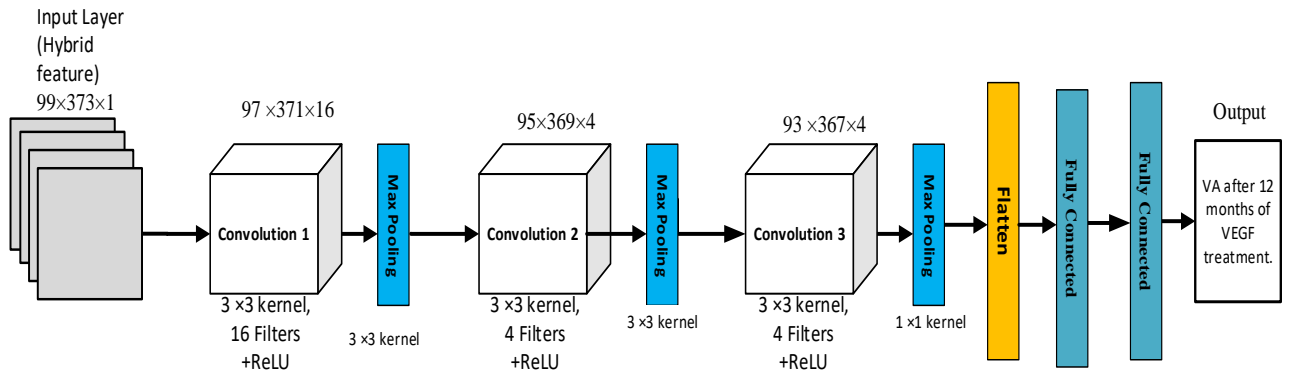 Input Layer
(Hybrid
feature)
99×373×1
97 ×371×16
Convolution 1
3 ×3 kernel,
16 Filters
+ReLU
Max Pooling
3 ×3 kernel
95×369×4
Convolution 2
3 ×3 kernel,
4 Filters
+ReLU
Max Pooling
3 ×3 kernel
93 ×367×4
Convolution 3
3 ×3 kernel,
4 Filters
+ReLU
Max Pooling
1 ×1 kernel
Flatten
Fully Connected
Fully Connected
Output
VA after 12
months of
VEGF
treatment.